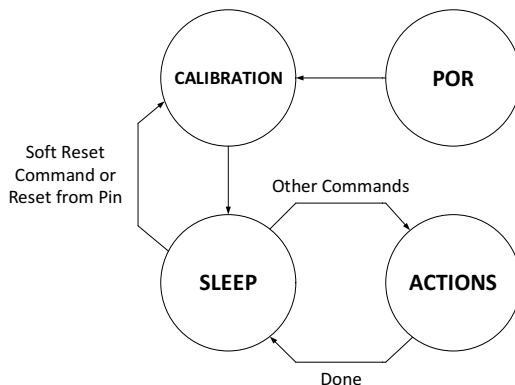 CALIBRATION
POR
Soft Reset
Command or
Reset from Pin
Other Commands
SLEEP
ACTIONS
Done